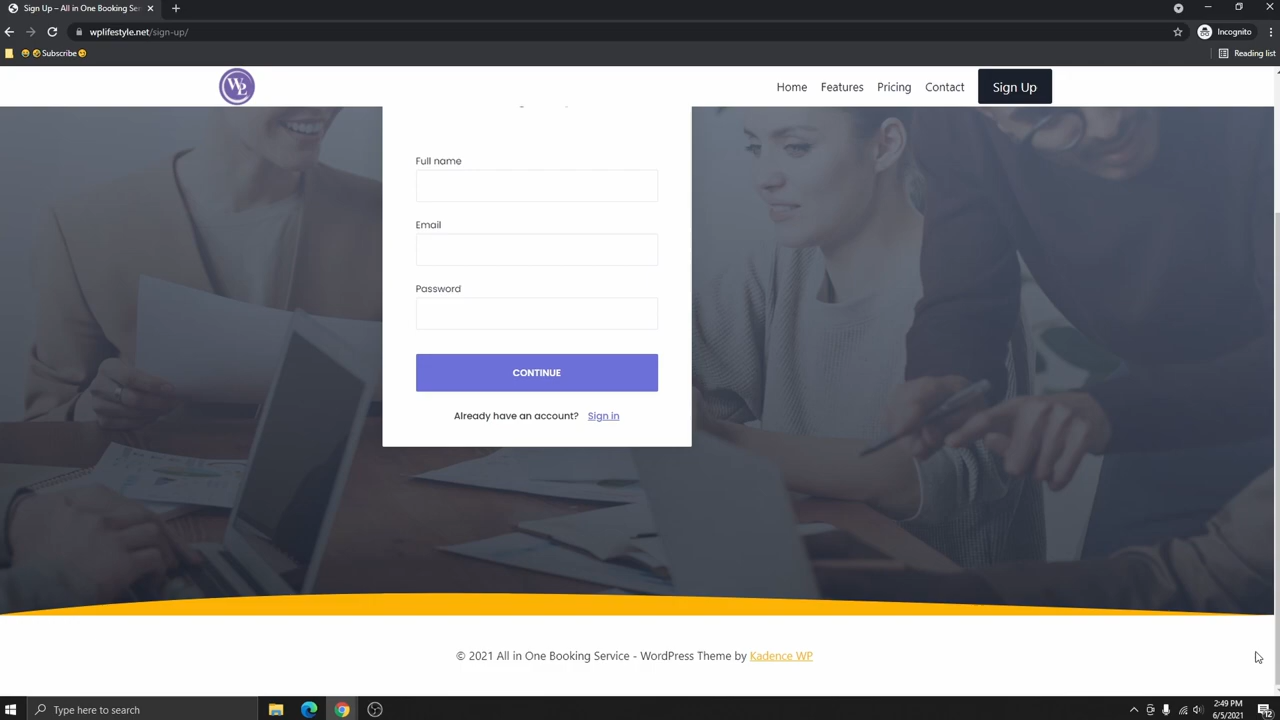 Sign Up – All in One Booking Ser
wplifestyle.net/sign-up/
Incognito
Subscribe
Reading list
WL
Home
Features
Pricing
Contact
Sign Up
Full name
Email
Password
CONTINUE
Already have an account? Sign in
© 2021 All in One Booking Service - WordPress Theme by Kadence WP
Type here to search
2:49 PM
6/5/2021